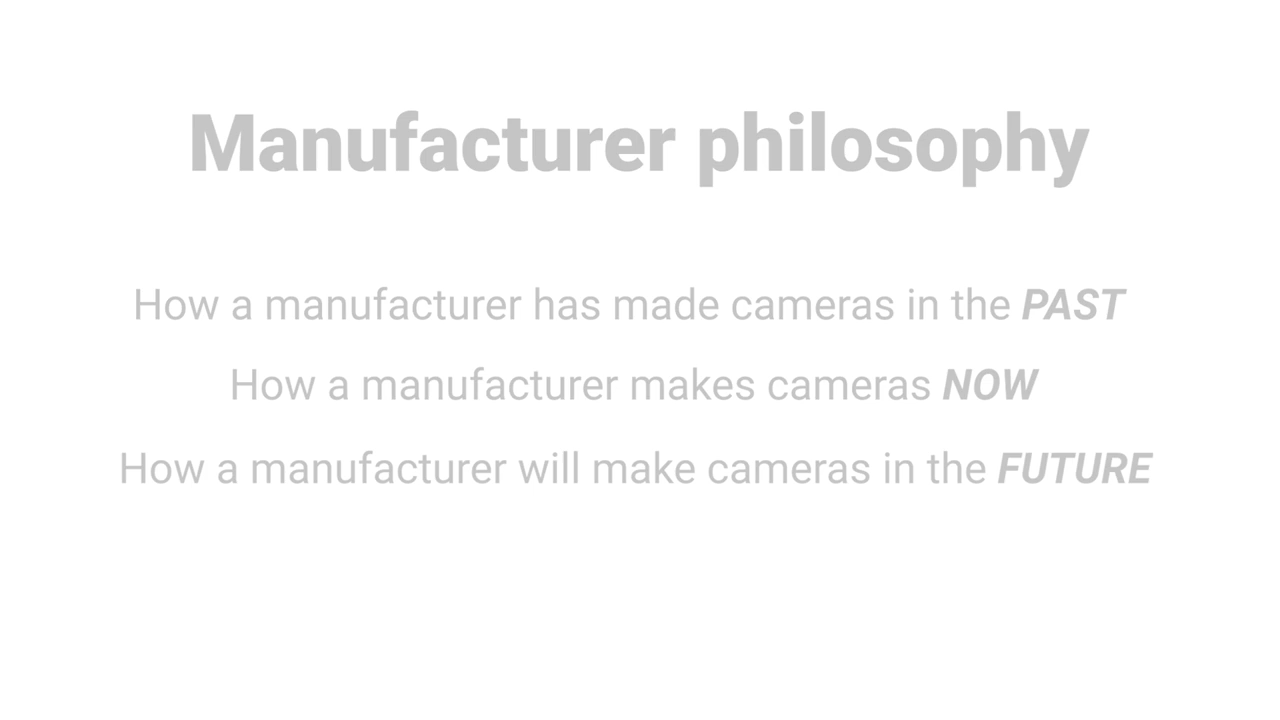 Manufacturer philosophy
How a manufacturer has made cameras in the PAST
How a manufacturer makes cameras NOW
How a manufacturer will make cameras in the FUTURE